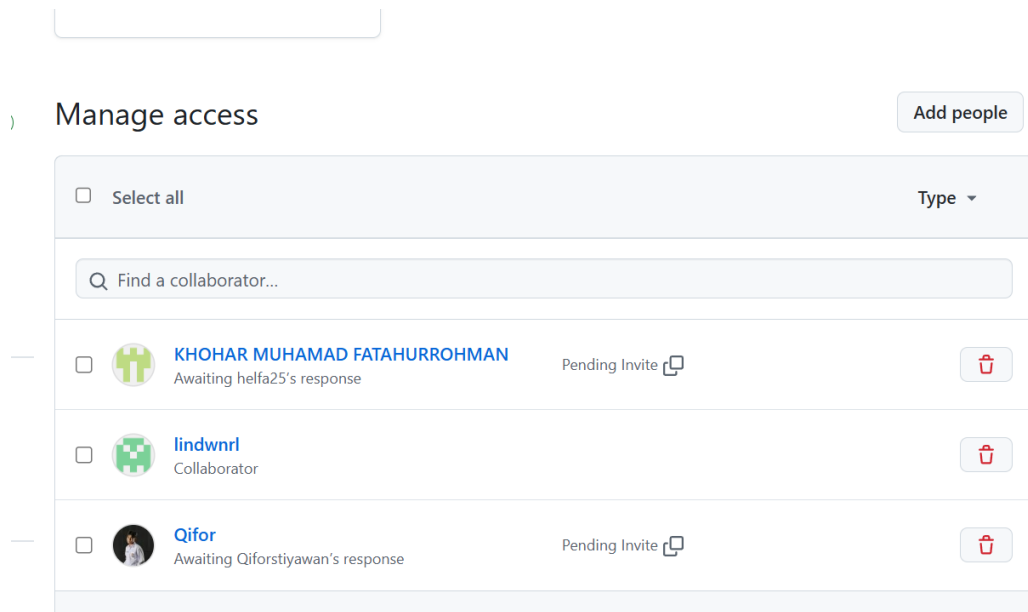 )
Manage access
Add people
Select all
Type
Find a collaborator...
KHOHAR MUHAMAD FATAHURROHMAN
Awaiting helfa25's response
Pending Invite
lindwnrl
Collaborator
Qifor
Awaiting Qiforstiyawan's response
Pending Invite